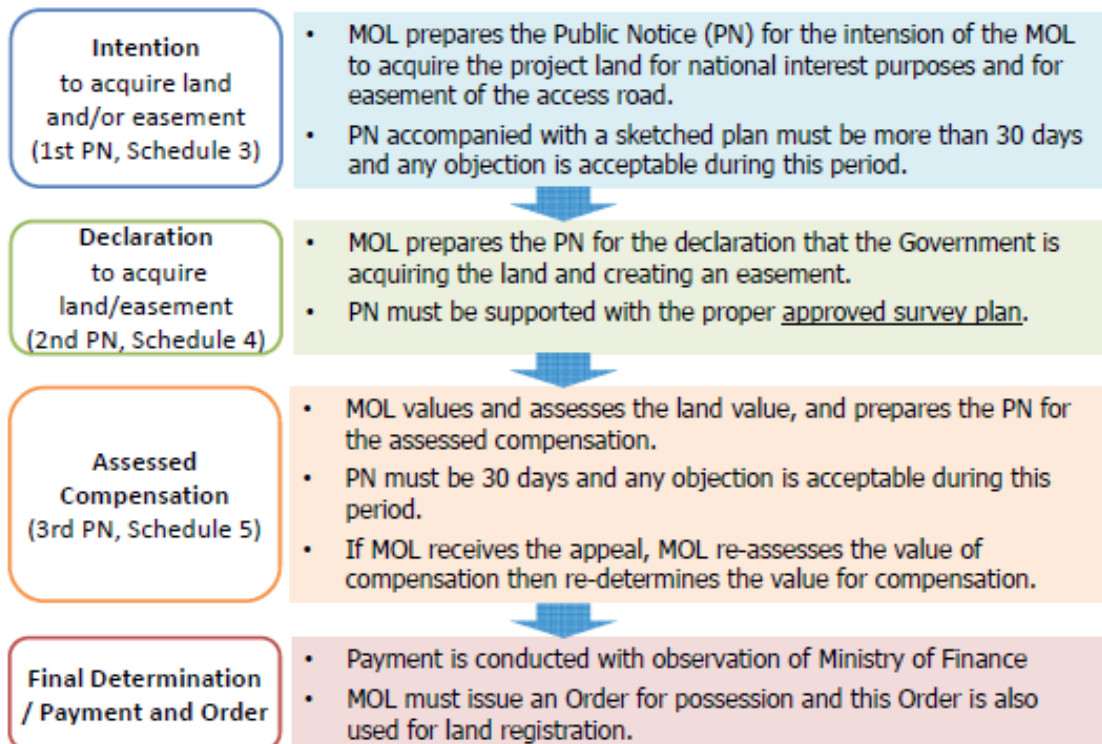 Intention
to acquire land
and/or easement
(1st PN, Schedule 3)
• MOL prepares the Public Notice (PN) for the intension of the MOL
to acquire the project land for national interest purposes and for
easement of the access road.
• PN accompanied with a sketched plan must be more than 30 days
and any objection is acceptable during this period.
Declaration
to acquire
land/easement
(2nd PN, Schedule 4)
• MOL prepares the PN for the declaration that the Government is
acquiring the land and creating an easement.
• PN must be supported with the proper approved survey plan.
Assessed
Compensation
(3rd PN, Schedule 5)
• MOL values and assesses the land value, and prepares the PN for
the assessed compensation.
• PN must be 30 days and any objection is acceptable during this
period.
• If MOL receives the appeal, MOL re-assesses the value of
compensation then re-determines the value for compensation.
Final Determination
/ Payment and Order
• Payment is conducted with observation of Ministry of Finance
• MOL must issue an Order for possession and this Order is also
used for land registration.